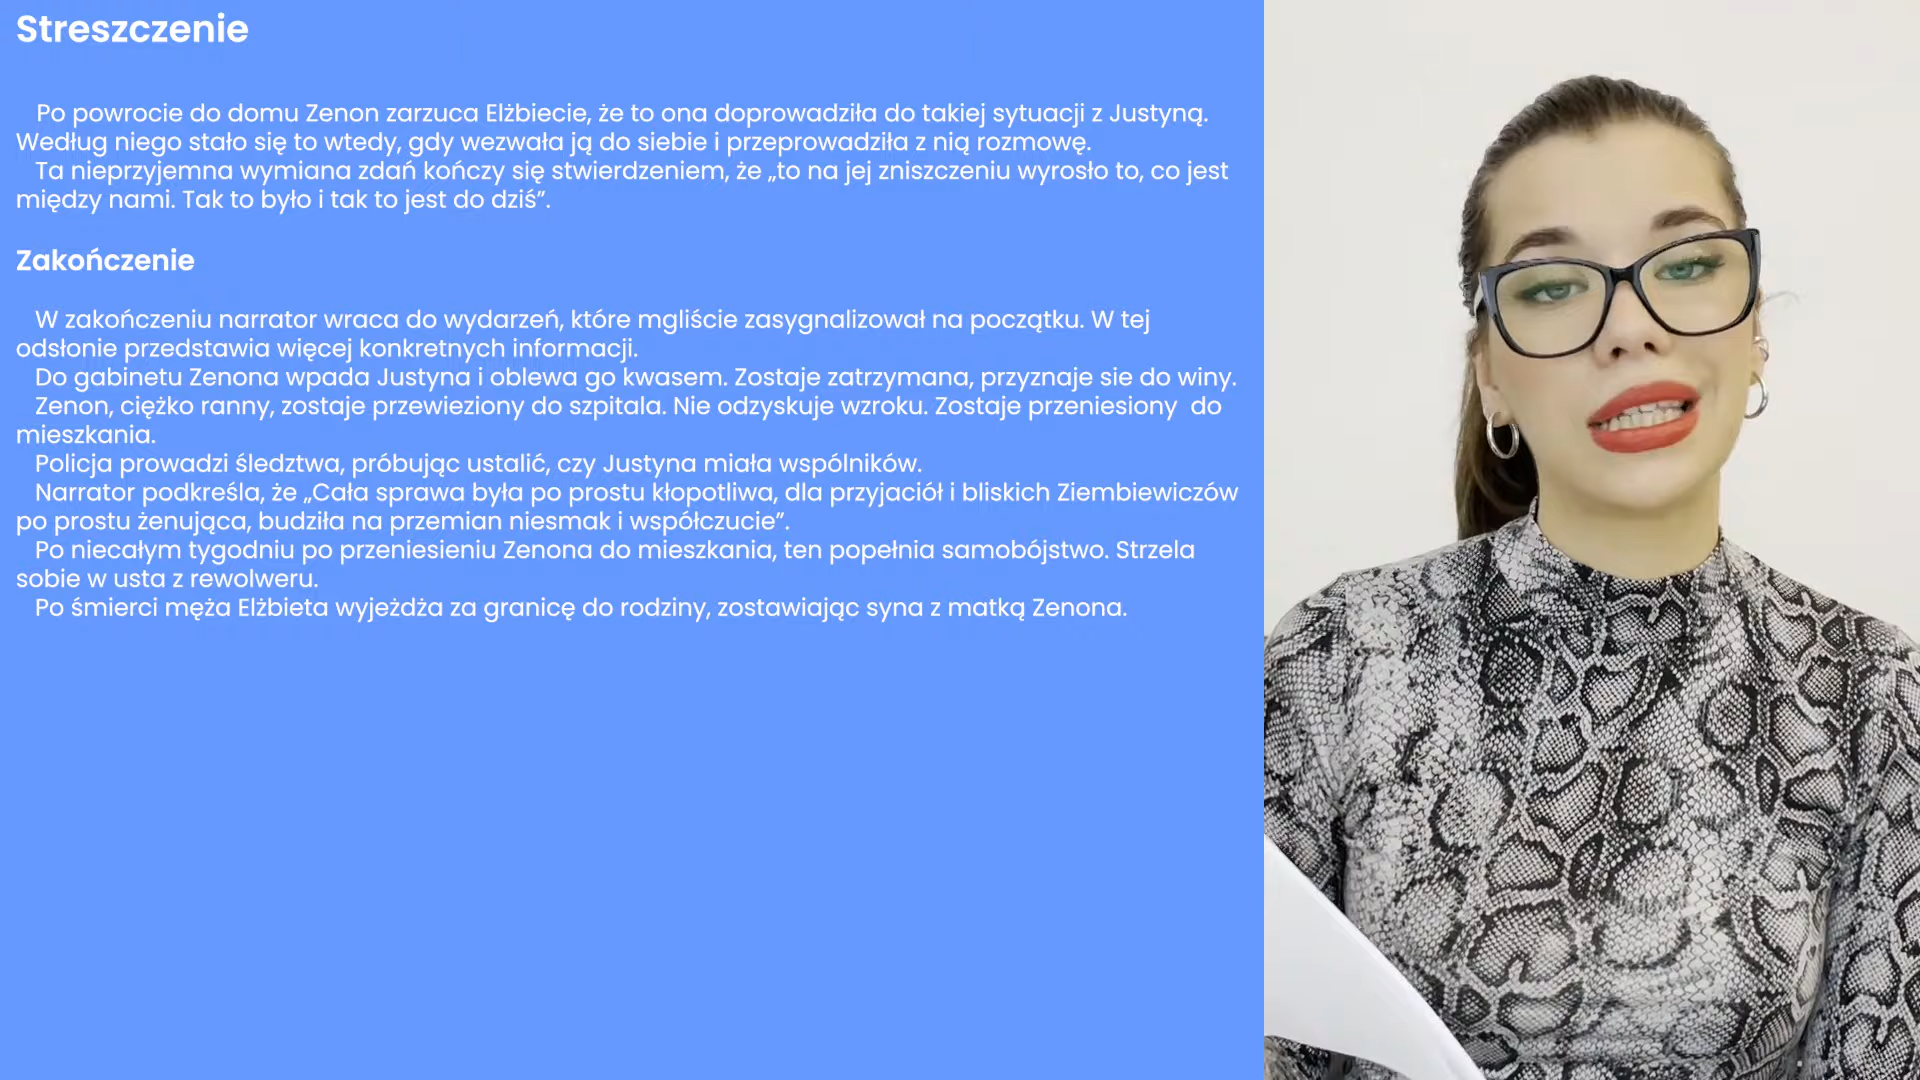 Streszczenie
Po powrocie do domu Zenon zarzuca Elżbiecie, że to ona doprowadziła do takiej sytuacji z Justyną.
Według niego stało się to wtedy, gdy wezwała ją do siebie i przeprowadziła z nią rozmowę.
Ta nieprzyjemna wymiana zdań kończy się stwierdzeniem, że „to na jej zniszczeniu wyrosło to, co jest
między nami. Tak to było i tak to jest do dziś”.
Zakończenie
W zakończeniu narrator wraca do wydarzeń, które mgliście zasygnalizował na początku. W tej
odsłonie przedstawia więcej konkretnych informacji.
Do gabinetu Zenona wpada Justyna i oblewa go kwasem. Zostaje zatrzymana, przyznaje sie do winy.
Zenon, ciężko ranny, zostaje przewieziony do szpitala. Nie odzyskuje wzroku. Zostaje przeniesiony  do
mieszkania.
Policja prowadzi śledztwa, próbując ustalić, czy Justyna miała wspólników.
Narrator podkreśla, że „Cała sprawa była po prostu kłopotliwa, dla przyjaciół i bliskich Ziembiewiczów
po prostu żenująca, budziła na przemian niesmak i współczucie”.
Po niecałym tygodniu po przeniesieniu Zenona do mieszkania, ten popełnia samobójstwo. Strzela
sobie w usta z rewolweru.
Po śmierci męża Elżbieta wyjeżdża za granicę do rodziny, zostawiając syna z matką Zenona.